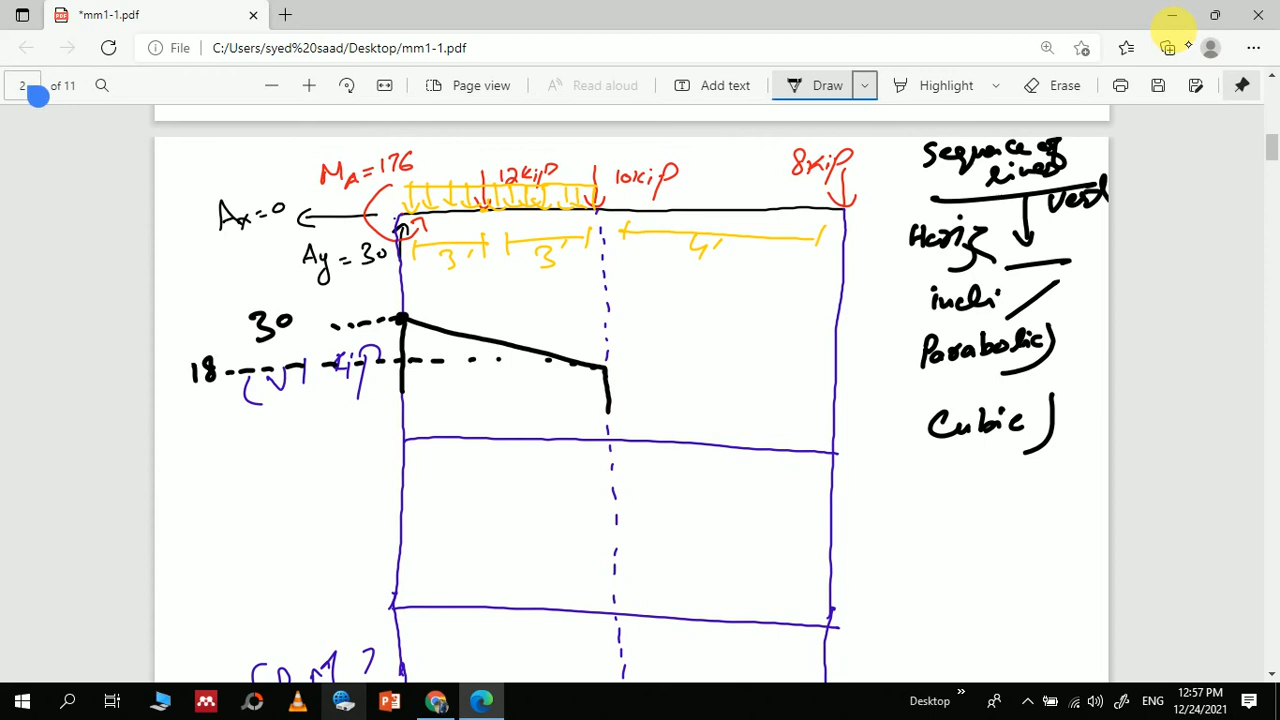 *mm1-1.pdf
File C:/Users/syed%20saad/Desktop/mm1-1.pdf
2 of 11
Page view
Read aloud
Add text
Draw
Highlight
Erase
Sequence of
lines
MA=176
12kip
10kip
8kip
Ax=0
Ay=30
3'
3'
4'
vert
Horiz
incli
Parabolic
Cubic
30
18
Desktop
ENG
12:57 PM
12/24/2021